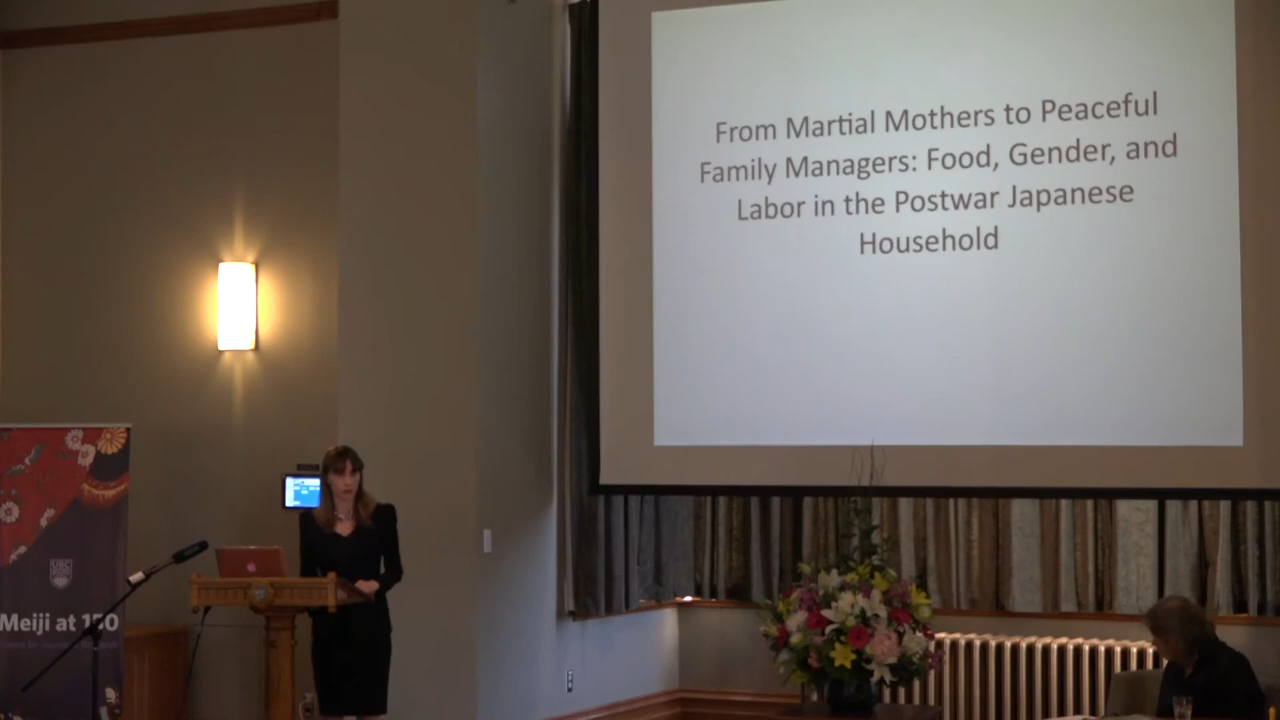 From Martial Mothers to Peaceful
Family Managers: Food, Gender, and
Labor in the Postwar Japanese
Household
UBC
Meiji at 150